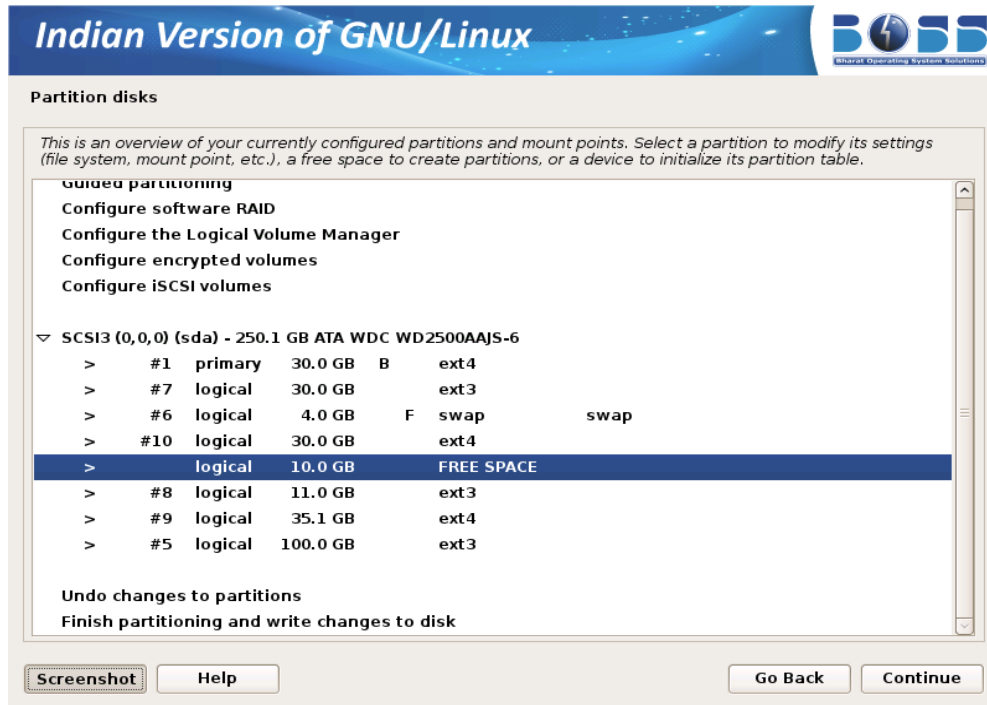 Indian Version of GNU/Linux
BOSS
Bharat Operating System Solutions
Partition disks
This is an overview of your currently configured partitions and mount points. Select a partition to modify its settings
(file system, mount point, etc.), a free space to create partitions, or a device to initialize its partition table.
Guided partitioning
Configure software RAID
Configure the Logical Volume Manager
Configure encrypted volumes
Configure iSCSI volumes
SCSI3 (0,0,0) (sda) - 250.1 GB ATA WDC WD2500AAJS-6
> #1 primary 30.0 GB B ext4
> #7 logical 30.0 GB ext3
> #6 logical 4.0 GB F swap swap
> #10 logical 30.0 GB ext4
> logical 10.0 GB FREE SPACE
> #8 logical 11.0 GB ext3
> #9 logical 35.1 GB ext4
> #5 logical 100.0 GB ext3
Undo changes to partitions
Finish partitioning and write changes to disk
Screenshot Help Go Back Continue